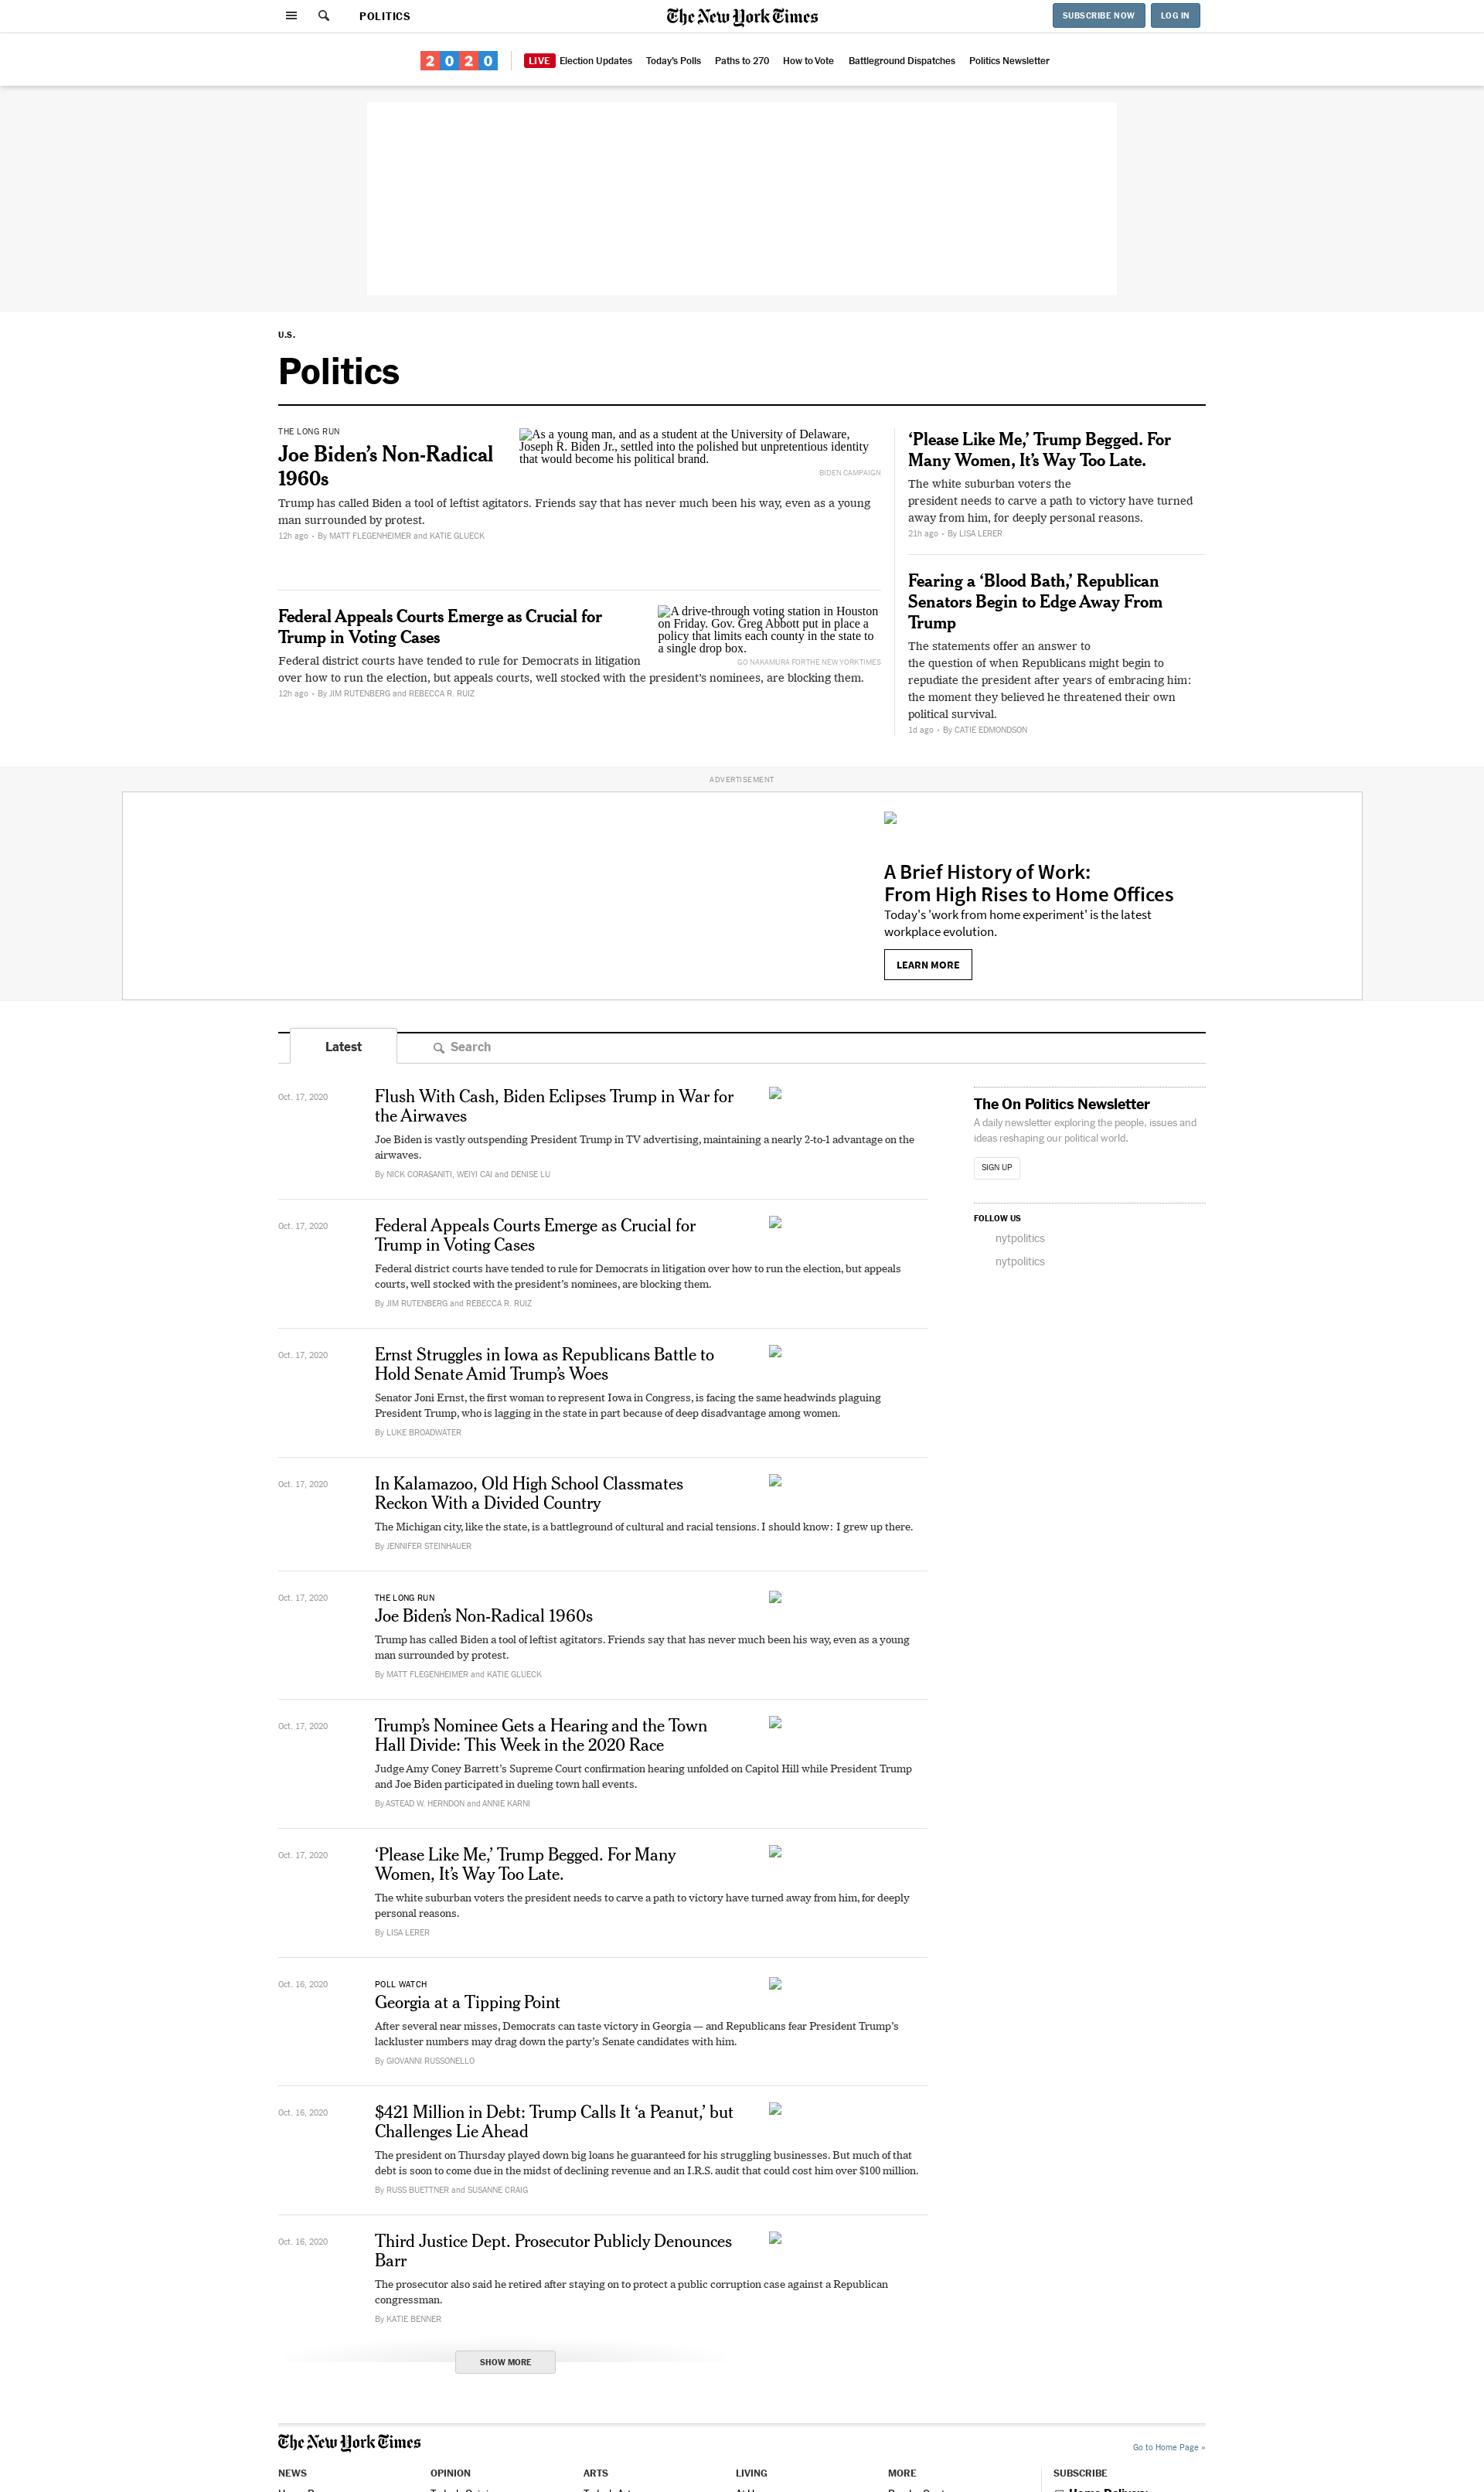 POLITICS
The New York Times
SUBSCRIBE NOW
LOG IN
2020
LIVE Election Updates
Today's Polls
Paths to 270
How to Vote
Battleground Dispatches
Politics Newsletter
U.S.
Politics
THE LONG RUN
Joe Biden’s Non-Radical
1960s
As a young man, and as a student at the University of Delaware,
Joseph R. Biden Jr., settled into the polished but unpretentious identity
that would become his political brand.
BIDEN CAMPAIGN
Trump has called Biden a tool of leftist agitators. Friends say that has never much been his way, even as a young
man surrounded by protest.
12h ago • By MATT FLEGENHEIMER and KATIE GLUECK
Federal Appeals Courts Emerge as Crucial for
Trump in Voting Cases
A drive-through voting station in Houston
on Friday. Gov. Greg Abbott put in place a
policy that limits each county in the state to
a single drop box.
GO NAKAMURA FOR THE NEW YORK TIMES
Federal district courts have tended to rule for Democrats in litigation
over how to run the election, but appeals courts, well stocked with the president’s nominees, are blocking them.
12h ago • By JIM RUTENBERG and REBECCA R. RUIZ
‘Please Like Me,’ Trump Begged. For
Many Women, It’s Way Too Late.
The white suburban voters the
president needs to carve a path to victory have turned
away from him, for deeply personal reasons.
21h ago • By LISA LERER
Fearing a ‘Blood Bath,’ Republican
Senators Begin to Edge Away From
Trump
The statements offer an answer to
the question of when Republicans might begin to
repudiate the president after years of embracing him:
the moment they believed he threatened their own
political survival.
1d ago • By CATIE EDMONDSON
ADVERTISEMENT
A Brief History of Work:
From High Rises to Home Offices
Today's 'work from home experiment' is the latest
workplace evolution.
LEARN MORE
Latest
Search
Oct. 17, 2020
Flush With Cash, Biden Eclipses Trump in War for
the Airwaves
Joe Biden is vastly outspending President Trump in TV advertising, maintaining a nearly 2-to-1 advantage on the
airwaves.
By NICK CORASANITI, WEIYI CAI and DENISE LU
Oct. 17, 2020
Federal Appeals Courts Emerge as Crucial for
Trump in Voting Cases
Federal district courts have tended to rule for Democrats in litigation over how to run the election, but appeals
courts, well stocked with the president’s nominees, are blocking them.
By JIM RUTENBERG and REBECCA R. RUIZ
Oct. 17, 2020
Ernst Struggles in Iowa as Republicans Battle to
Hold Senate Amid Trump’s Woes
Senator Joni Ernst, the first woman to represent Iowa in Congress, is facing the same headwinds plaguing
President Trump, who is lagging in the state in part because of deep disadvantage among women.
By LUKE BROADWATER
Oct. 17, 2020
In Kalamazoo, Old High School Classmates
Reckon With a Divided Country
The Michigan city, like the state, is a battleground of cultural and racial tensions. I should know: I grew up there.
By JENNIFER STEINHAUER
Oct. 17, 2020
THE LONG RUN
Joe Biden’s Non-Radical 1960s
Trump has called Biden a tool of leftist agitators. Friends say that has never much been his way, even as a young
man surrounded by protest.
By MATT FLEGENHEIMER and KATIE GLUECK
Oct. 17, 2020
Trump’s Nominee Gets a Hearing and the Town
Hall Divide: This Week in the 2020 Race
Judge Amy Coney Barrett’s Supreme Court confirmation hearing unfolded on Capitol Hill while President Trump
and Joe Biden participated in dueling town hall events.
By ASTEAD W. HERNDON and ANNIE KARNI
Oct. 17, 2020
‘Please Like Me,’ Trump Begged. For Many
Women, It’s Way Too Late.
The white suburban voters the president needs to carve a path to victory have turned away from him, for deeply
personal reasons.
By LISA LERER
Oct. 16, 2020
POLL WATCH
Georgia at a Tipping Point
After several near misses, Democrats can taste victory in Georgia — and Republicans fear President Trump’s
lackluster numbers may drag down the party’s Senate candidates with him.
By GIOVANNI RUSSONELLO
Oct. 16, 2020
$421 Million in Debt: Trump Calls It ‘a Peanut,’ but
Challenges Lie Ahead
The president on Thursday played down big loans he guaranteed for his struggling businesses. But much of that
debt is soon to come due in the midst of declining revenue and an I.R.S. audit that could cost him over $100 million.
By RUSS BUETTNER and SUSANNE CRAIG
Oct. 16, 2020
Third Justice Dept. Prosecutor Publicly Denounces
Barr
The prosecutor also said he retired after staying on to protect a public corruption case against a Republican
congressman.
By KATIE BENNER
SHOW MORE
The On Politics Newsletter
A daily newsletter exploring the people, issues and
ideas reshaping our political world.
SIGN UP
FOLLOW US
nytpolitics
nytpolitics
The New York Times
Go to Home Page »
NEWS
OPINION
ARTS
LIVING
MORE
SUBSCRIBE